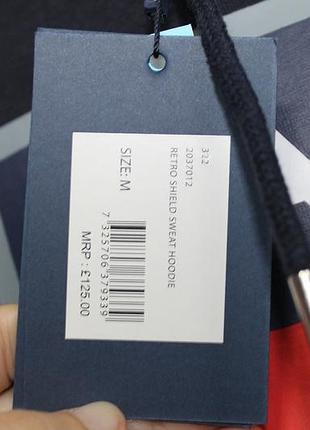 322
2037012
RETRO SHIELD SWEAT HOODIE
SIZE: M
7 325706 379339
MRP : £125.00